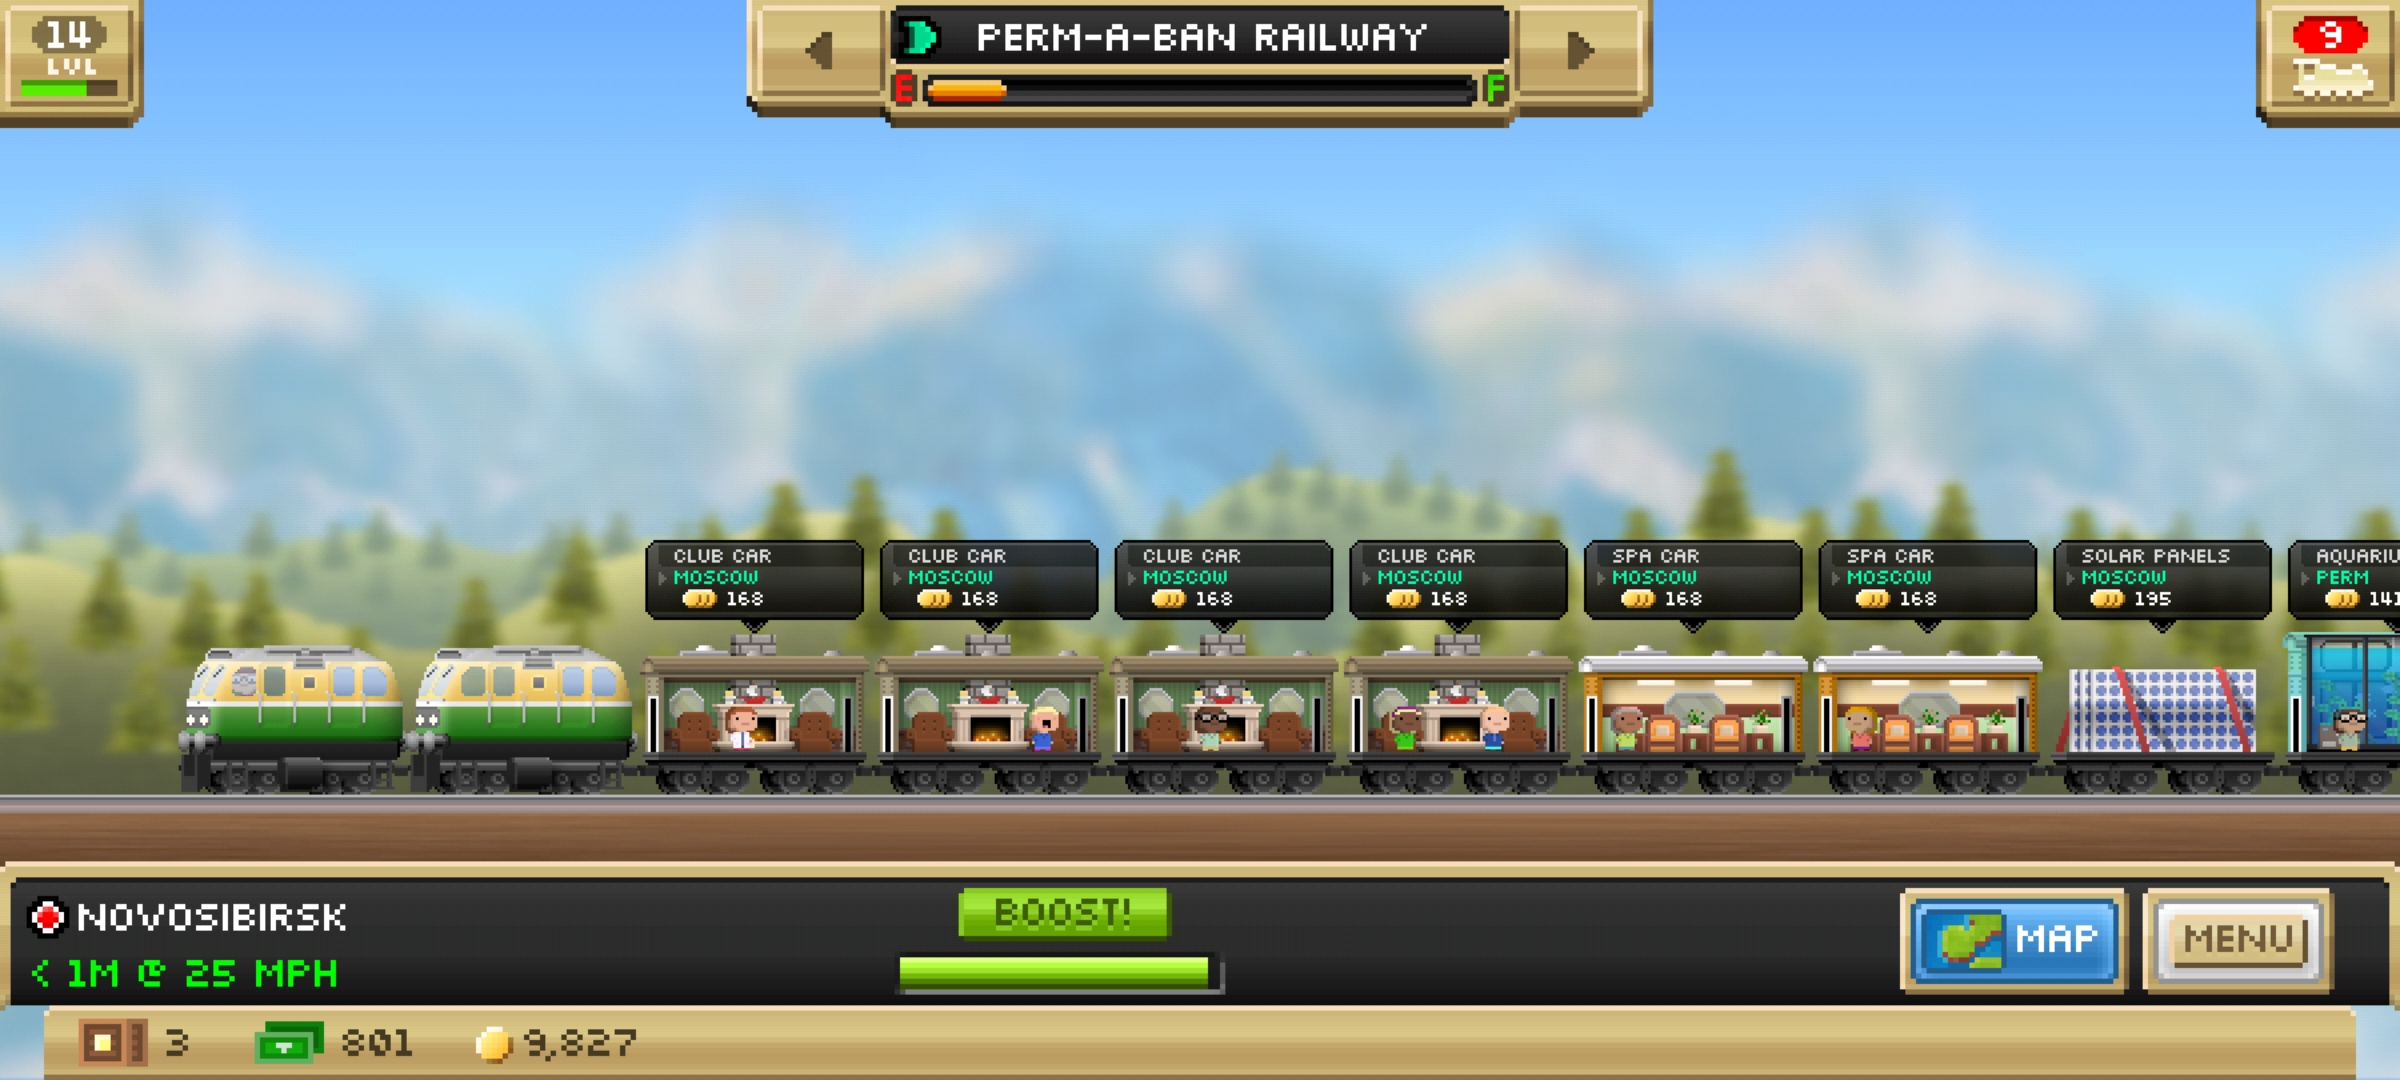 14
LVL
PERM-A-BAN RAILWAY
E F
9
CLUB CAR
MOSCOW
168
CLUB CAR
MOSCOW
168
CLUB CAR
MOSCOW
168
CLUB CAR
MOSCOW
168
SPA CAR
MOSCOW
168
SPA CAR
MOSCOW
168
SOLAR PANELS
MOSCOW
195
AQUARIU
PERM
141
NOVOSIBIRSK
< 1M @ 25 MPH
BOOST!
MAP
MENU
3
801
9,827